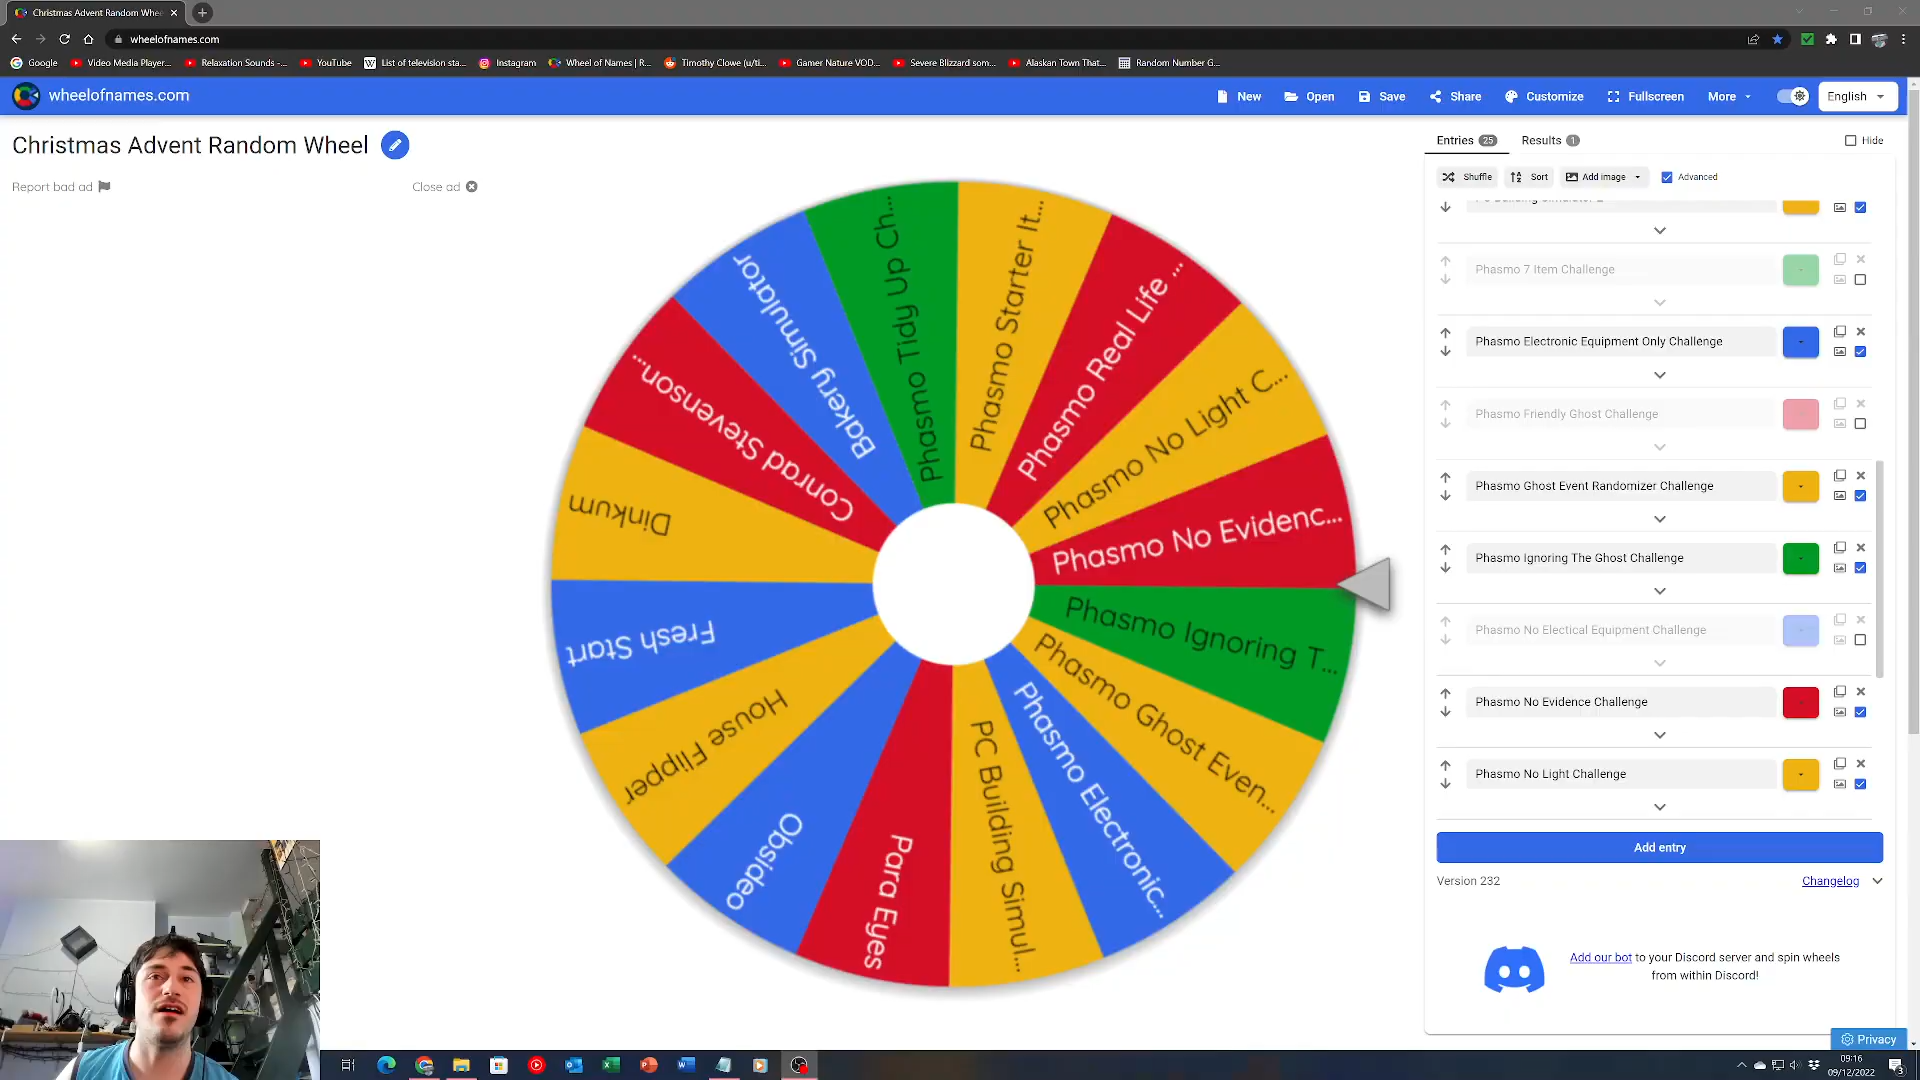 Christmas Advent Random Whee
wheelofnames.com
Google
Video Media Player...
Relaxation Sounds -...
YouTube
List of television sta...
Instagram
Wheel of Names | R...
Timothy Clowe (u/ti...
Gamer Nature VOD...
Severe Blizzard som...
Alaskan Town That...
Random Number G...
wheelofnames.com
New
Open
Save
Share
Customize
Fullscreen
More
English
Christmas Advent Random Wheel
Report bad ad
Close ad
Phasmo Tidy Up Ch...
Phasmo Starter It...
Phasmo Real Life ...
Phasmo No Light C...
Phasmo No Evidenc...
Phasmo Ignoring T...
Phasmo Ghost Even...
Phasmo Electronic...
PC Building Simul...
Para Eyes
Obsideo
House Flipper
Fresh Start
Dinkum
Conrad Stevenson...
Bakery Simulator
Entries 25
Results 1
Hide
Shuffle
Sort
Add image
Advanced
PC Building Simulator 2
Phasmo 7 Item Challenge
Phasmo Electronic Equipment Only Challenge
Phasmo Friendly Ghost Challenge
Phasmo Ghost Event Randomizer Challenge
Phasmo Ignoring The Ghost Challenge
Phasmo No Electical Equipment Challenge
Phasmo No Evidence Challenge
Phasmo No Light Challenge
Add entry
Version 232
Changelog
Add our bot to your Discord server and spin wheels
from within Discord!
Privacy
09:16
09/12/2022
3